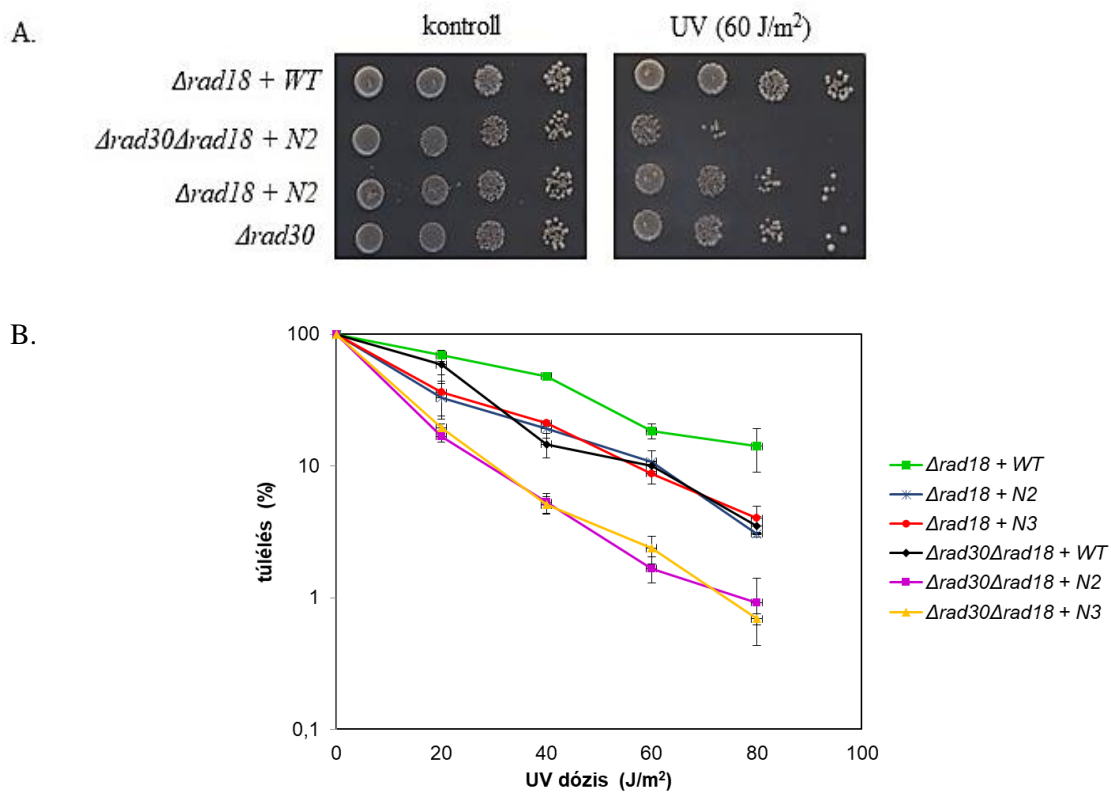 A.
kontroll
UV (60 J/m²)
Δrad18 + WT
Δrad30Δrad18 + N2
Δrad18 + N2
Δrad30
B.
100
10
1
0,1
túlélés (%)
0 20 40 60 80 100
UV dózis (J/m²)
Δrad18 + WT
Δrad18 + N2
Δrad18 + N3
Δrad30Δrad18 + WT
Δrad30Δrad18 + N2
Δrad30Δrad18 + N3